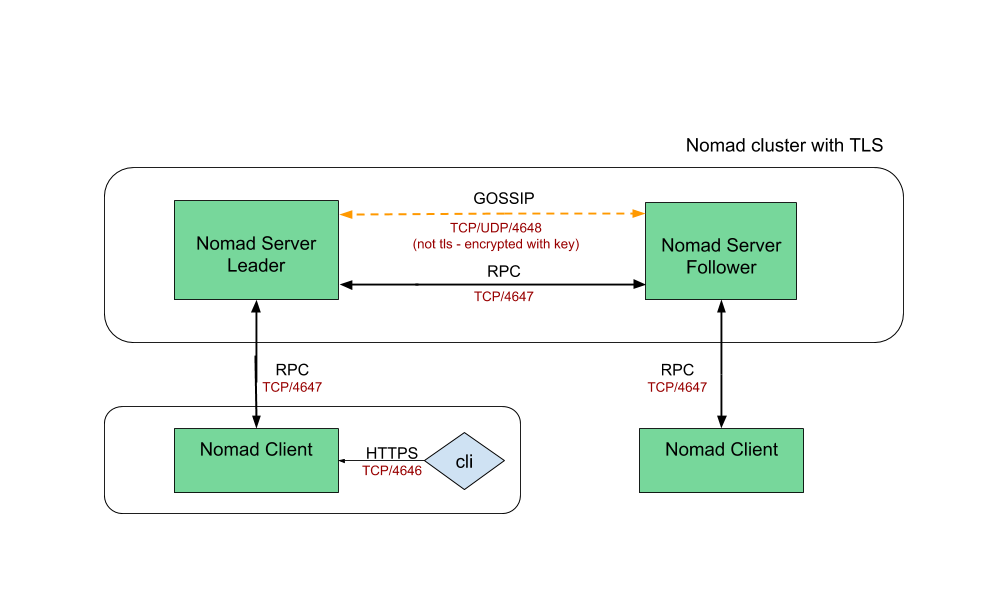 Nomad cluster with TLS
GOSSIP
TCP/UDP/4648
(not tls - encrypted with key)
Nomad Server
Leader
Nomad Server
Follower
RPC
TCP/4647
RPC
TCP/4647
RPC
TCP/4647
Nomad Client
HTTPS
TCP/4646
cli
Nomad Client